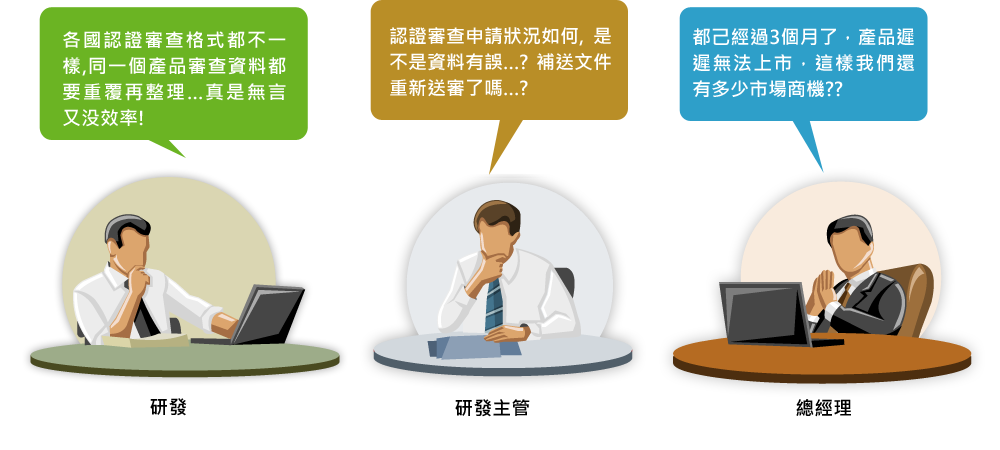 各國認證審查格式都不一
樣,同一個產品審查資料都
要重覆再整理...真是無言
又没效率!
認證審查申請狀況如何, 是
不是資料有誤...? 補送文件
重新送審了嗎...?
都己經過3個月了，產品遲
遲無法上市，這樣我們還
有多少市場商機??
研發
研發主管
總經理